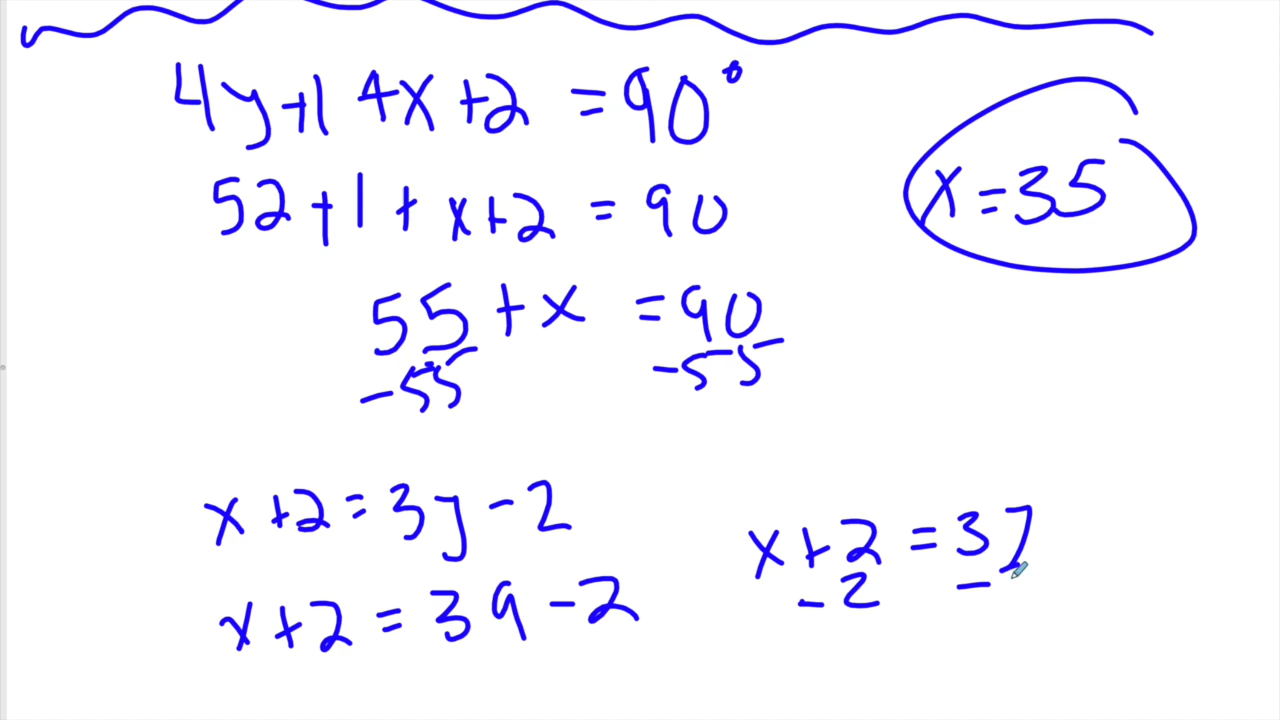 4y+1 +x+2 = 90°
x = 35
52 + 1 + x+2 = 90
55 + x = 90
-55 -55
x+2 = 3y - 2
x+2 = 37
-2 -
x+2 = 39 - 2